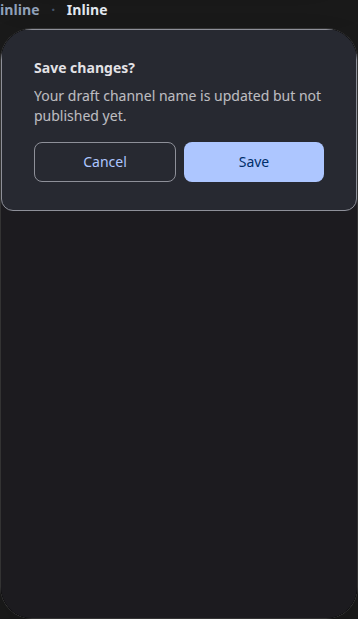 inline · Inline
Save changes?
Your draft channel name is updated but not
published yet.
Cancel Save